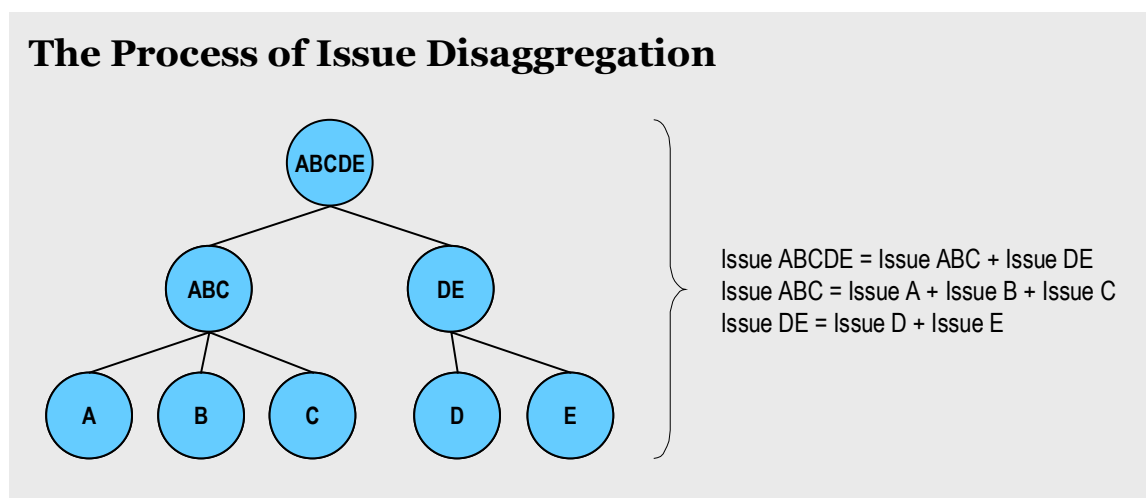 The Process of Issue Disaggregation
ABCDE
ABC
DE
A
B
C
D
E
Issue ABCDE = Issue ABC + Issue DE
Issue ABC = Issue A + Issue B + Issue C
Issue DE = Issue D + Issue E